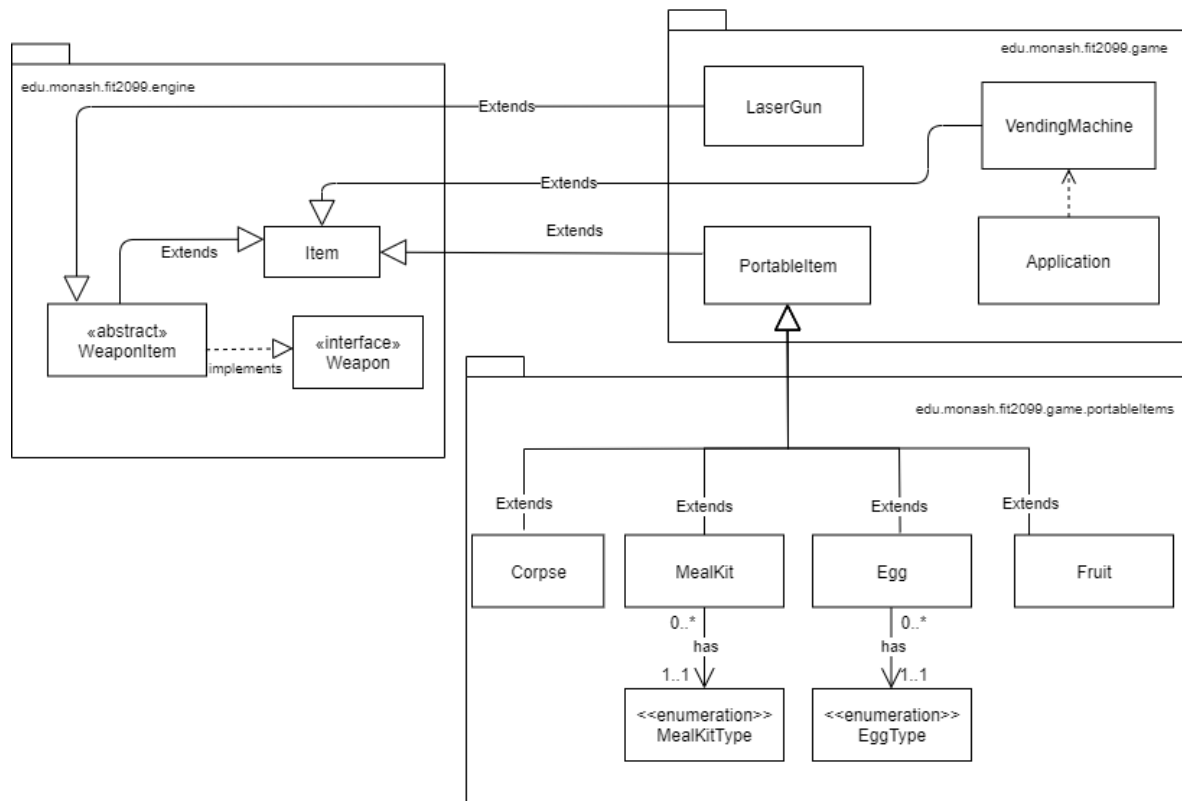 edu.monash.fit2099.engine
edu.monash.fit2099.game
LaserGun
VendingMachine
Extends
Extends
Extends
Extends
Item
PortableItem
Application
«abstract»
WeaponItem
implements
«interface»
Weapon
edu.monash.fit2099.game.portableItems
Extends
Extends
Extends
Extends
Corpse
MealKit
Egg
Fruit
0..*
has
1..1
0..*
has
1..1
<<enumeration>>
MealKitType
<<enumeration>>
EggType